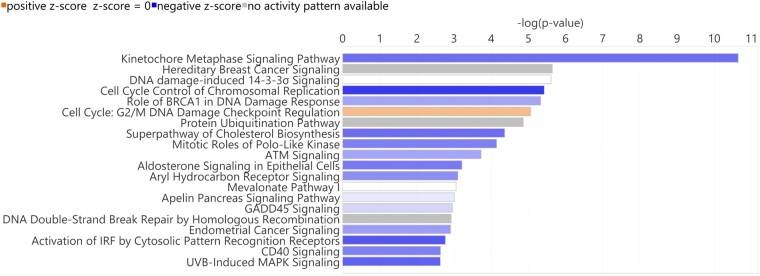 positive z-score z-score = 0 negative z-score no activity pattern available
-log(p-value)
0 1 2 3 4 5 6 7 8 9 10 11
Kinetochore Metaphase Signaling Pathway
Hereditary Breast Cancer Signaling
DNA damage-induced 14-3-3σ Signaling
Cell Cycle Control of Chromosomal Replication
Role of BRCA1 in DNA Damage Response
Cell Cycle: G2/M DNA Damage Checkpoint Regulation
Protein Ubiquitination Pathway
Superpathway of Cholesterol Biosynthesis
Mitotic Roles of Polo-Like Kinase
ATM Signaling
Aldosterone Signaling in Epithelial Cells
Aryl Hydrocarbon Receptor Signaling
Mevalonate Pathway I
Apelin Pancreas Signaling Pathway
GADD45 Signaling
DNA Double-Strand Break Repair by Homologous Recombination
Endometrial Cancer Signaling
Activation of IRF by Cytosolic Pattern Recognition Receptors
CD40 Signaling
UVB-Induced MAPK Signaling